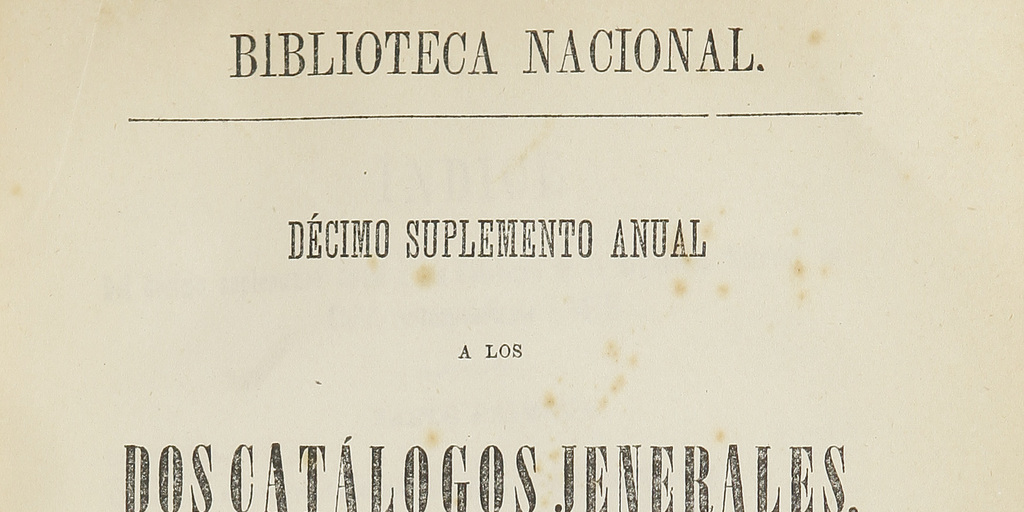 BIBLIOTECA NACIONAL.
DÉCIMO SUPLEMENTO ANUAL
A LOS
DOS CATÁLOGOS JENERALES.